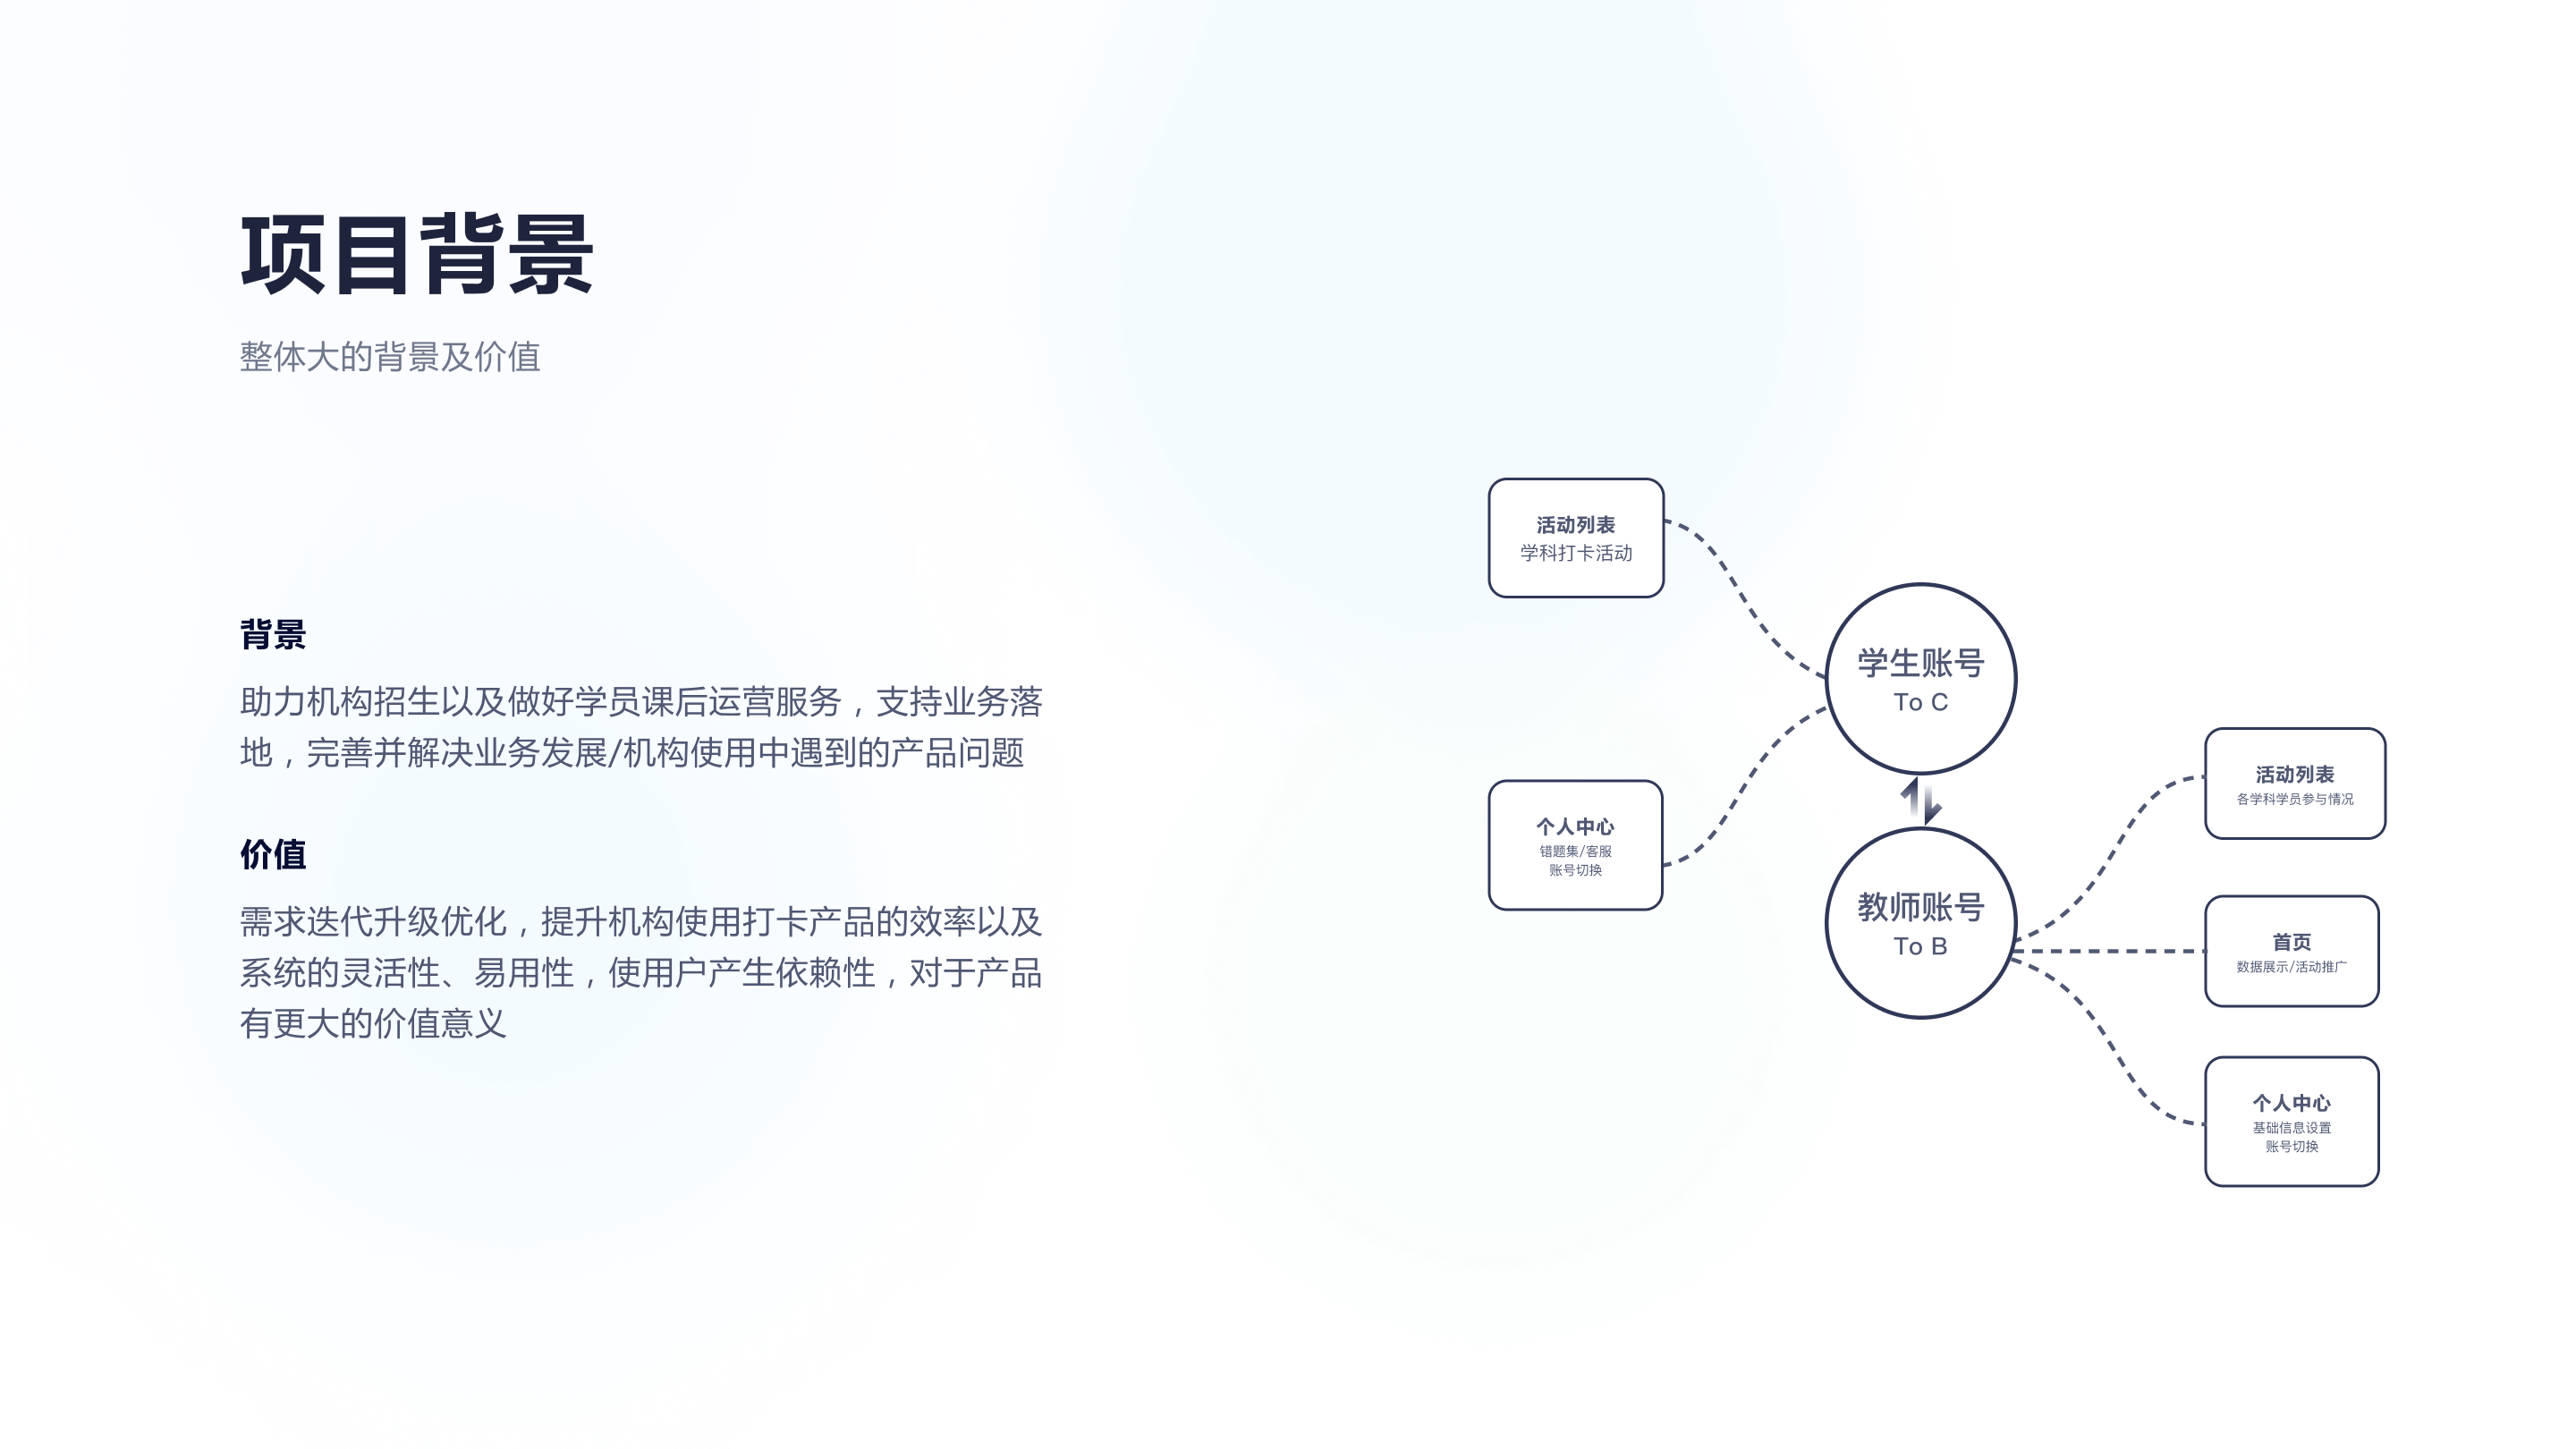 项目背景
整体大的背景及价值
背景
助力机构招生以及做好学员课后运营服务，支持业务落
地，完善并解决业务发展/机构使用中遇到的产品问题
价值
需求迭代升级优化，提升机构使用打卡产品的效率以及
系统的灵活性、易用性，使用户产生依赖性，对于产品
有更大的价值意义
活动列表
学科打卡活动
个人中心
错题集/客服
账号切换
学生账号
To C
教师账号
To B
活动列表
各学科学员参与情况
首页
数据展示/活动推广
个人中心
基础信息设置
账号切换